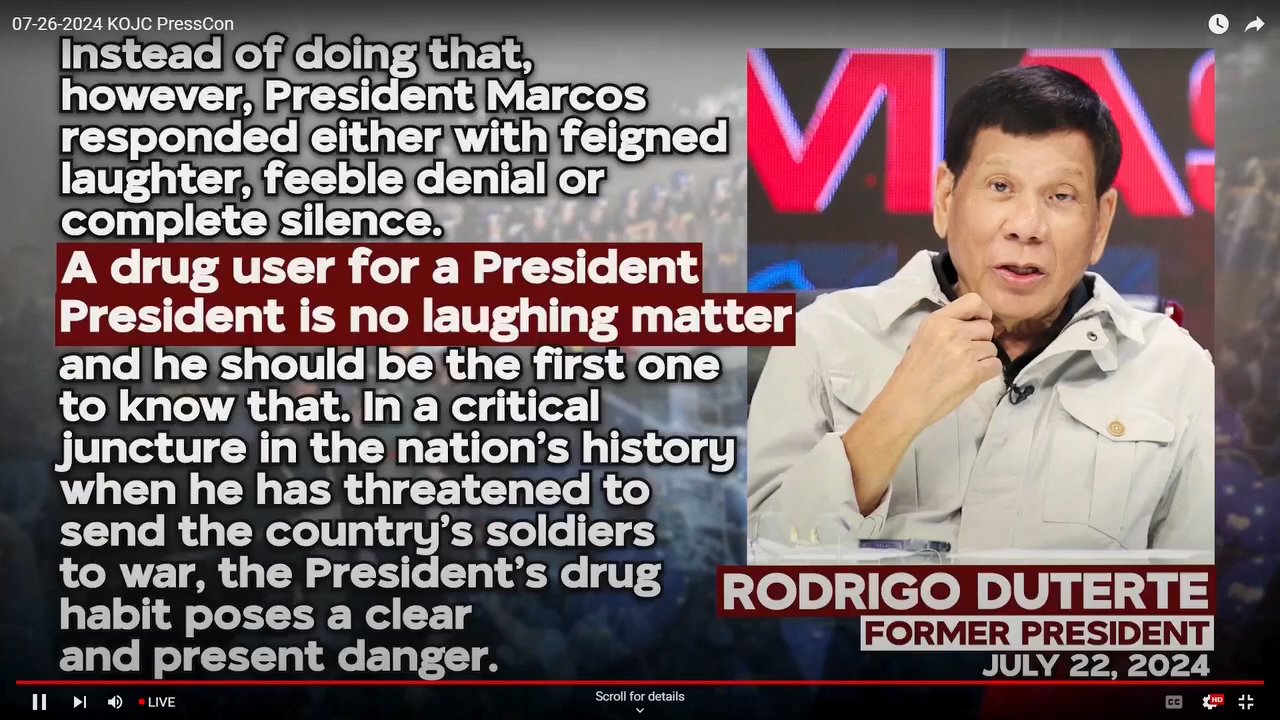 07-26-2024 KOJC PressCon
Instead of doing that,
however, President Marcos
responded either with feigned
laughter, feeble denial or
complete silence.
A drug user for a President
President is no laughing matter
and he should be the first one
to know that. In a critical
juncture in the nation's history
when he has threatened to
send the country's soldiers
to war, the President's drug
habit poses a clear
and present danger.
MAS
RODRIGO DUTERTE
FORMER PRESIDENT
JULY 22, 2024
LIVE
Scroll for details
CC
HD